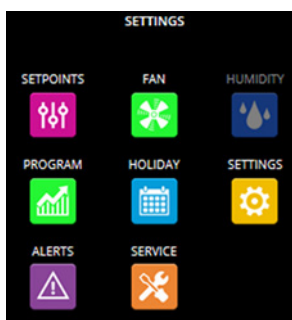 SETTINGS
SETPOINTS FAN HUMIDITY
PROGRAM HOLIDAY SETTINGS
ALERTS SERVICE